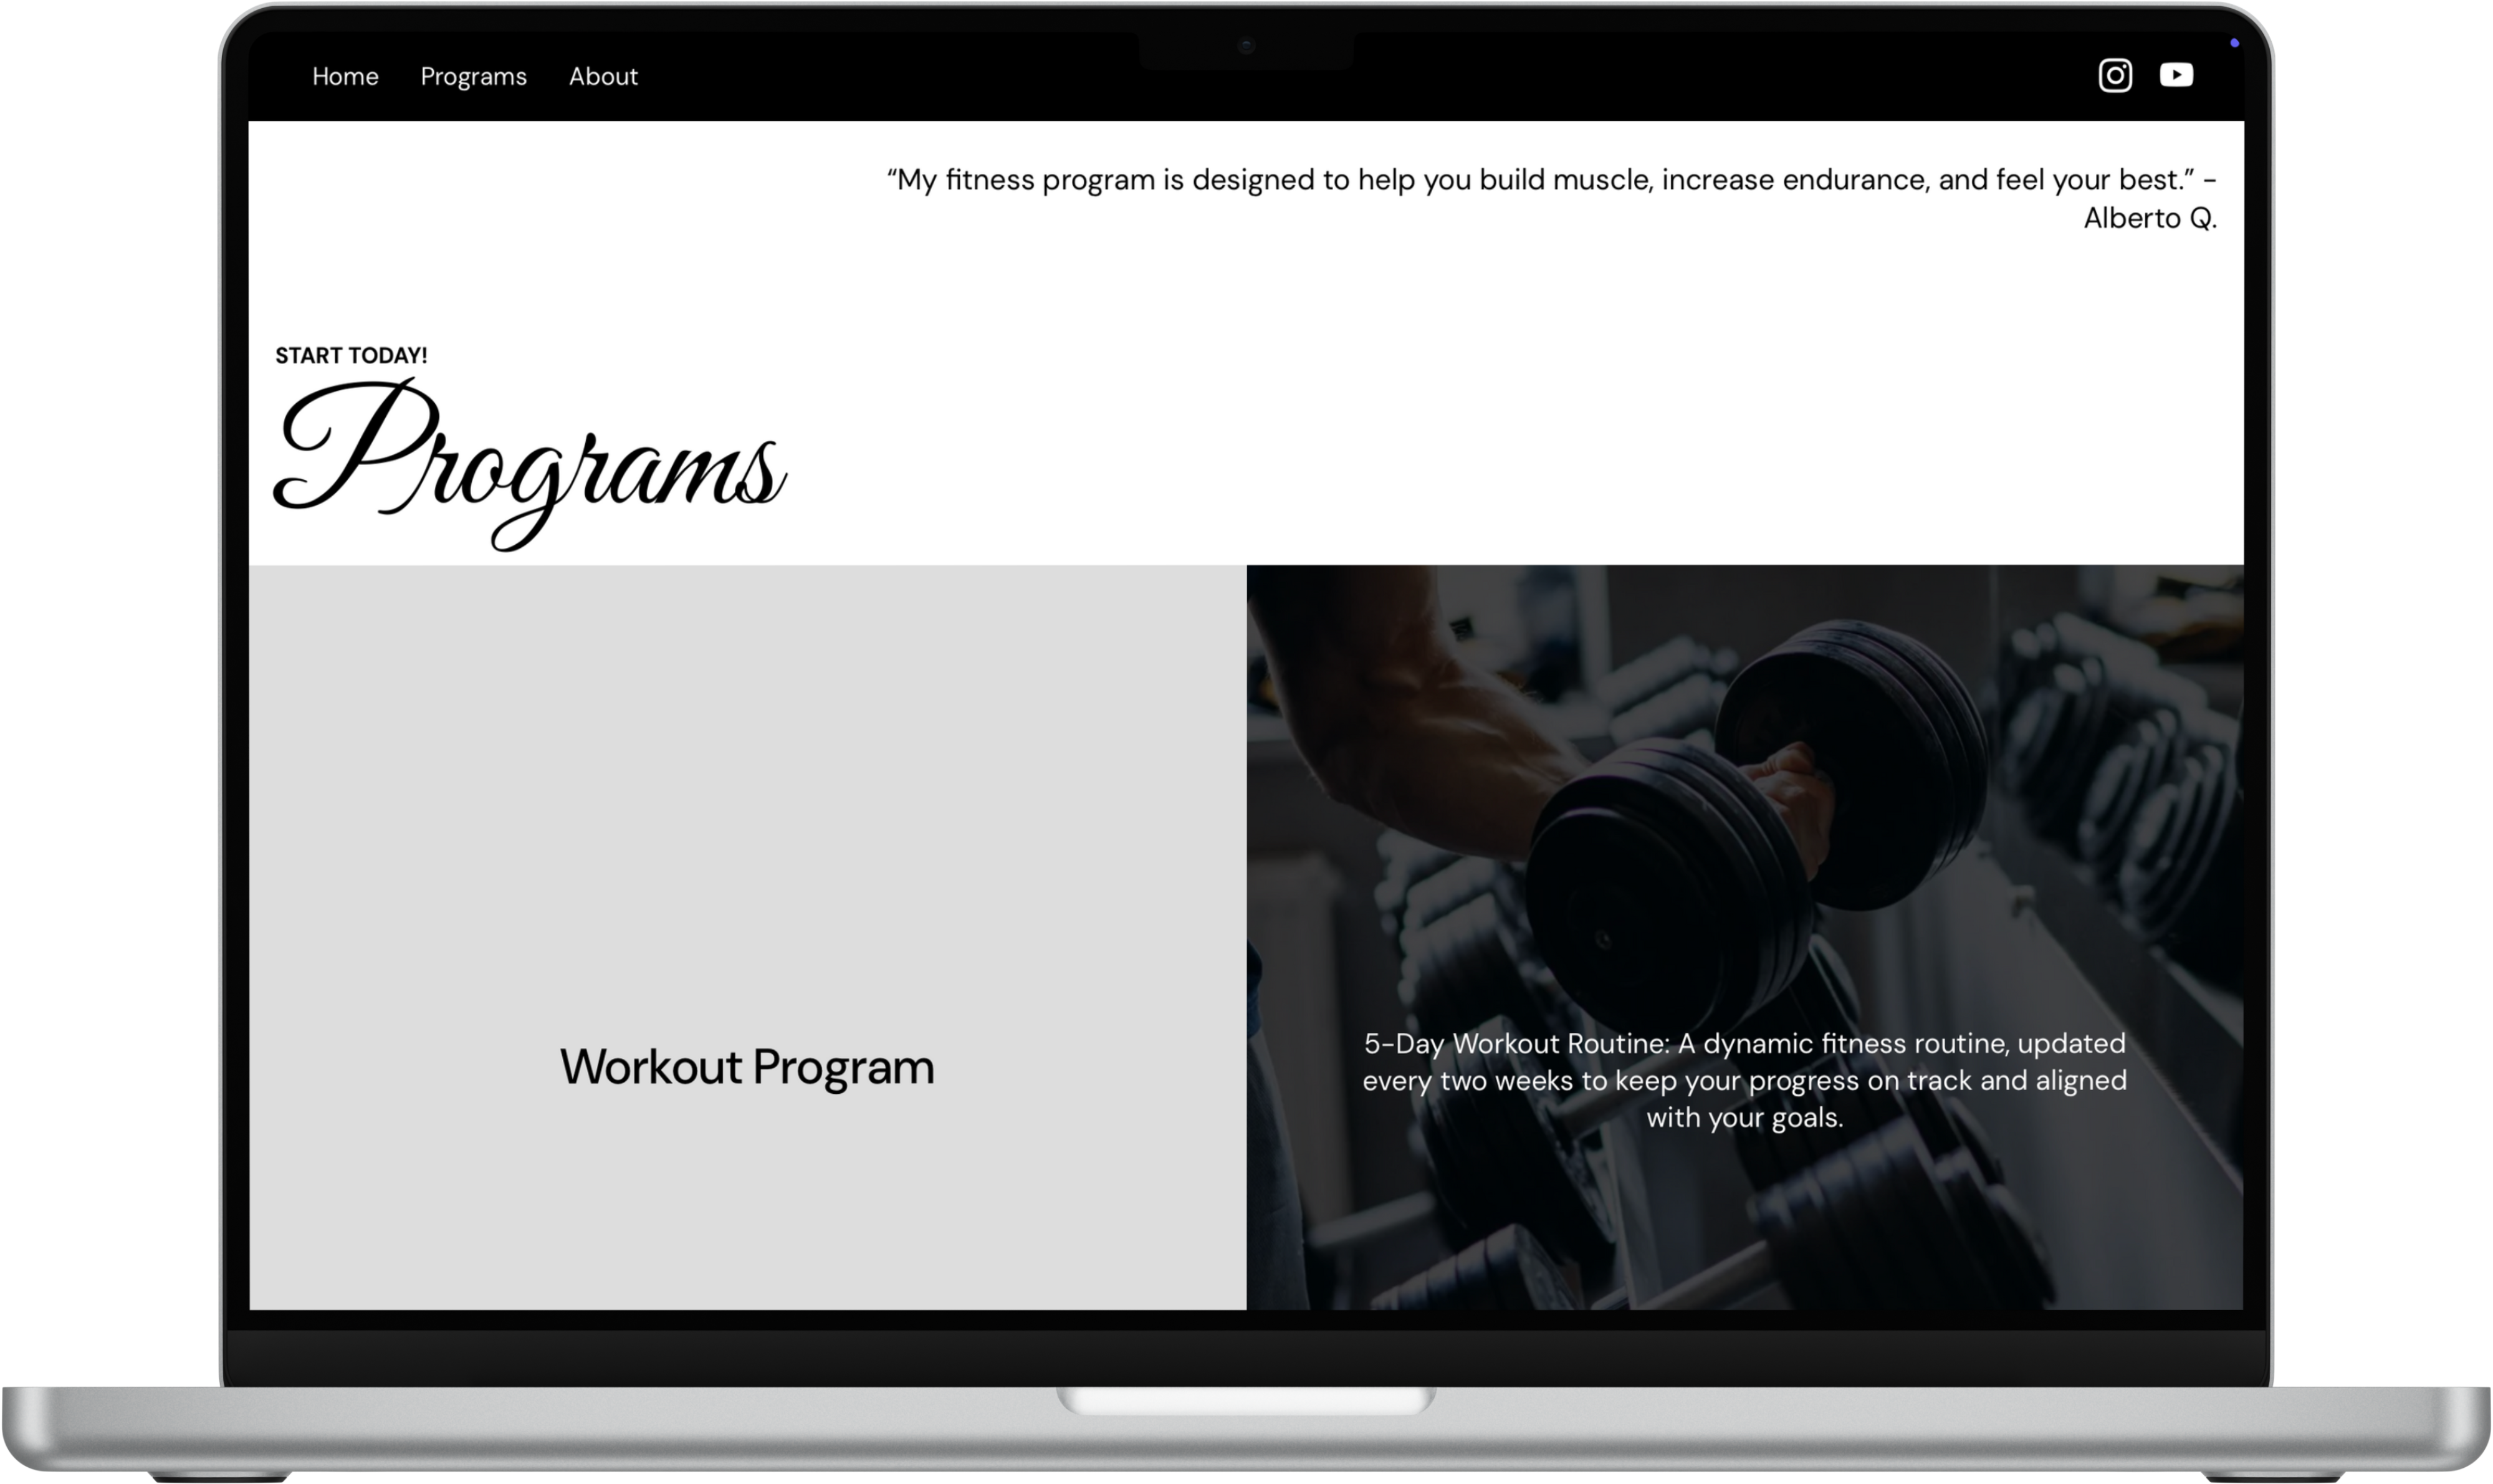 Home Programs About
“My fitness program is designed to help you build muscle, increase endurance, and feel your best.” –
Alberto Q.
START TODAY!
Programs
Workout Program
5-Day Workout Routine: A dynamic fitness routine, updated
every two weeks to keep your progress on track and aligned
with your goals.